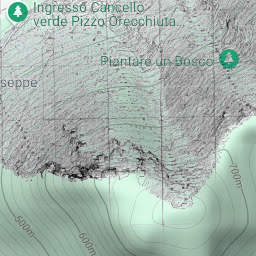 Ingresso Cancello
verde Pizzo Orecchiuta.
Piantare un Bosco
seppe
700m
500m
600m